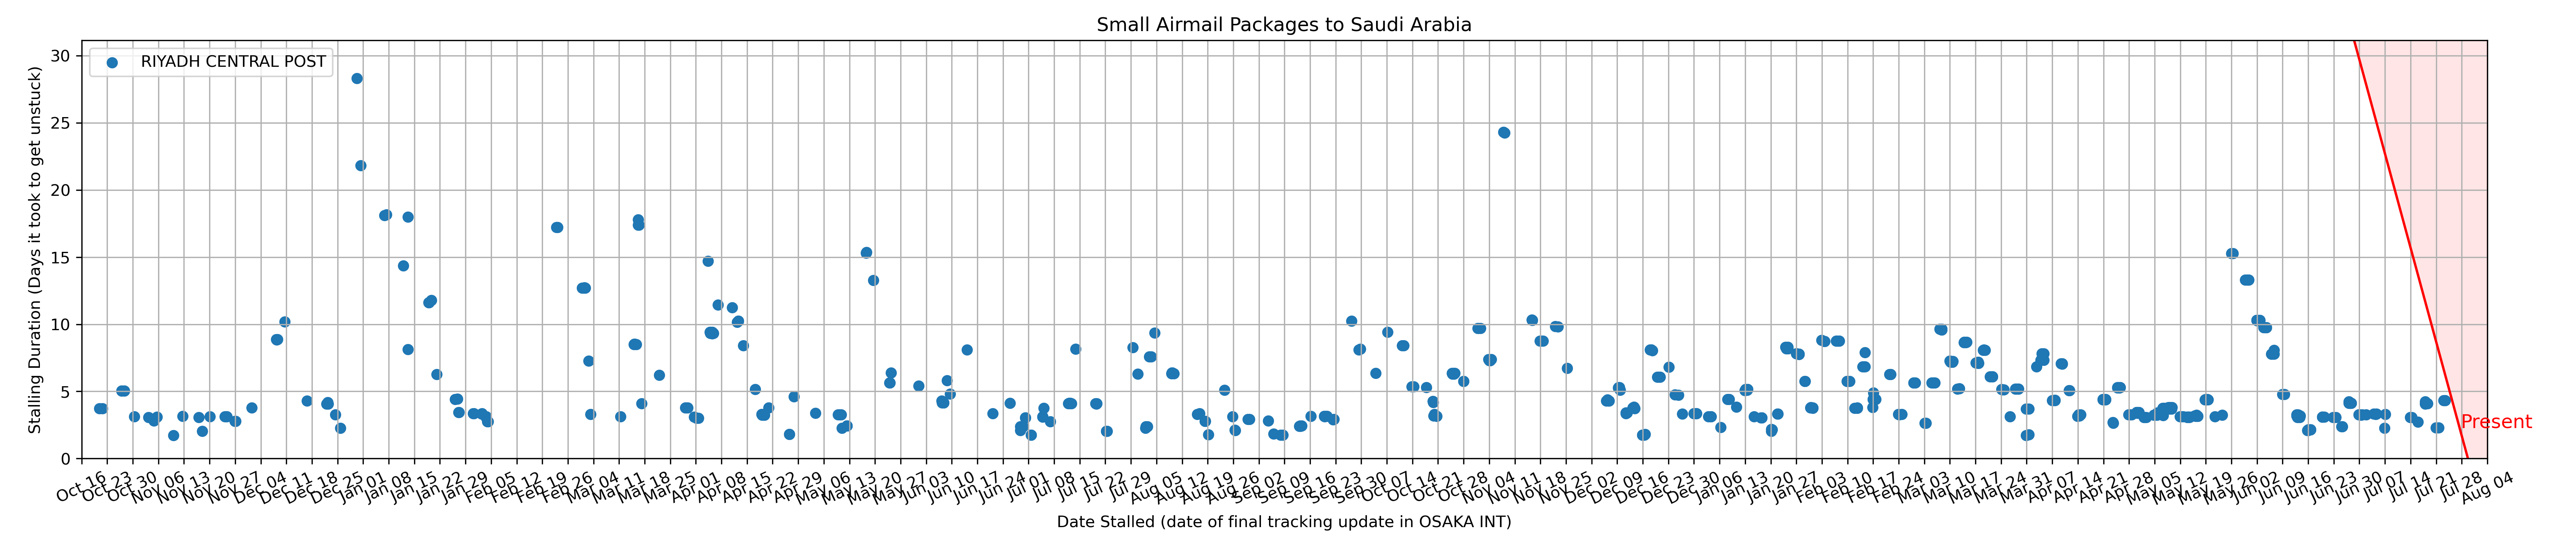 Small Airmail Packages to Saudi Arabia
RIYADH CENTRAL POST
Stalling Duration (Days it took to get unstuck)
30
25
20
15
10
5
0
Present
Oct 16
Oct 23
Oct 30
Nov 06
Nov 13
Nov 20
Nov 27
Dec 04
Dec 11
Dec 18
Dec 25
Jan 01
Jan 08
Jan 15
Jan 22
Jan 29
Feb 05
Feb 12
Feb 19
Feb 26
Mar 04
Mar 11
Mar 18
Mar 25
Apr 01
Apr 08
Apr 15
Apr 22
Apr 29
May 06
May 13
May 20
May 27
Jun 03
Jun 10
Jun 17
Jun 24
Jul 01
Jul 08
Jul 15
Jul 22
Jul 29
Aug 05
Aug 12
Aug 19
Aug 26
Sep 02
Sep 09
Sep 16
Sep 23
Sep 30
Oct 07
Oct 14
Oct 21
Oct 28
Nov 04
Nov 11
Nov 18
Nov 25
Dec 02
Dec 09
Dec 16
Dec 23
Dec 30
Jan 06
Jan 13
Jan 20
Jan 27
Feb 03
Feb 10
Feb 17
Feb 24
Mar 03
Mar 10
Mar 17
Mar 24
Mar 31
Apr 07
Apr 14
Apr 21
Apr 28
May 05
May 12
May 19
May 26
Jun 02
Jun 09
Jun 16
Jun 23
Jun 30
Jul 07
Jul 14
Jul 21
Jul 28
Aug 04
Date Stalled (date of final tracking update in OSAKA INT)